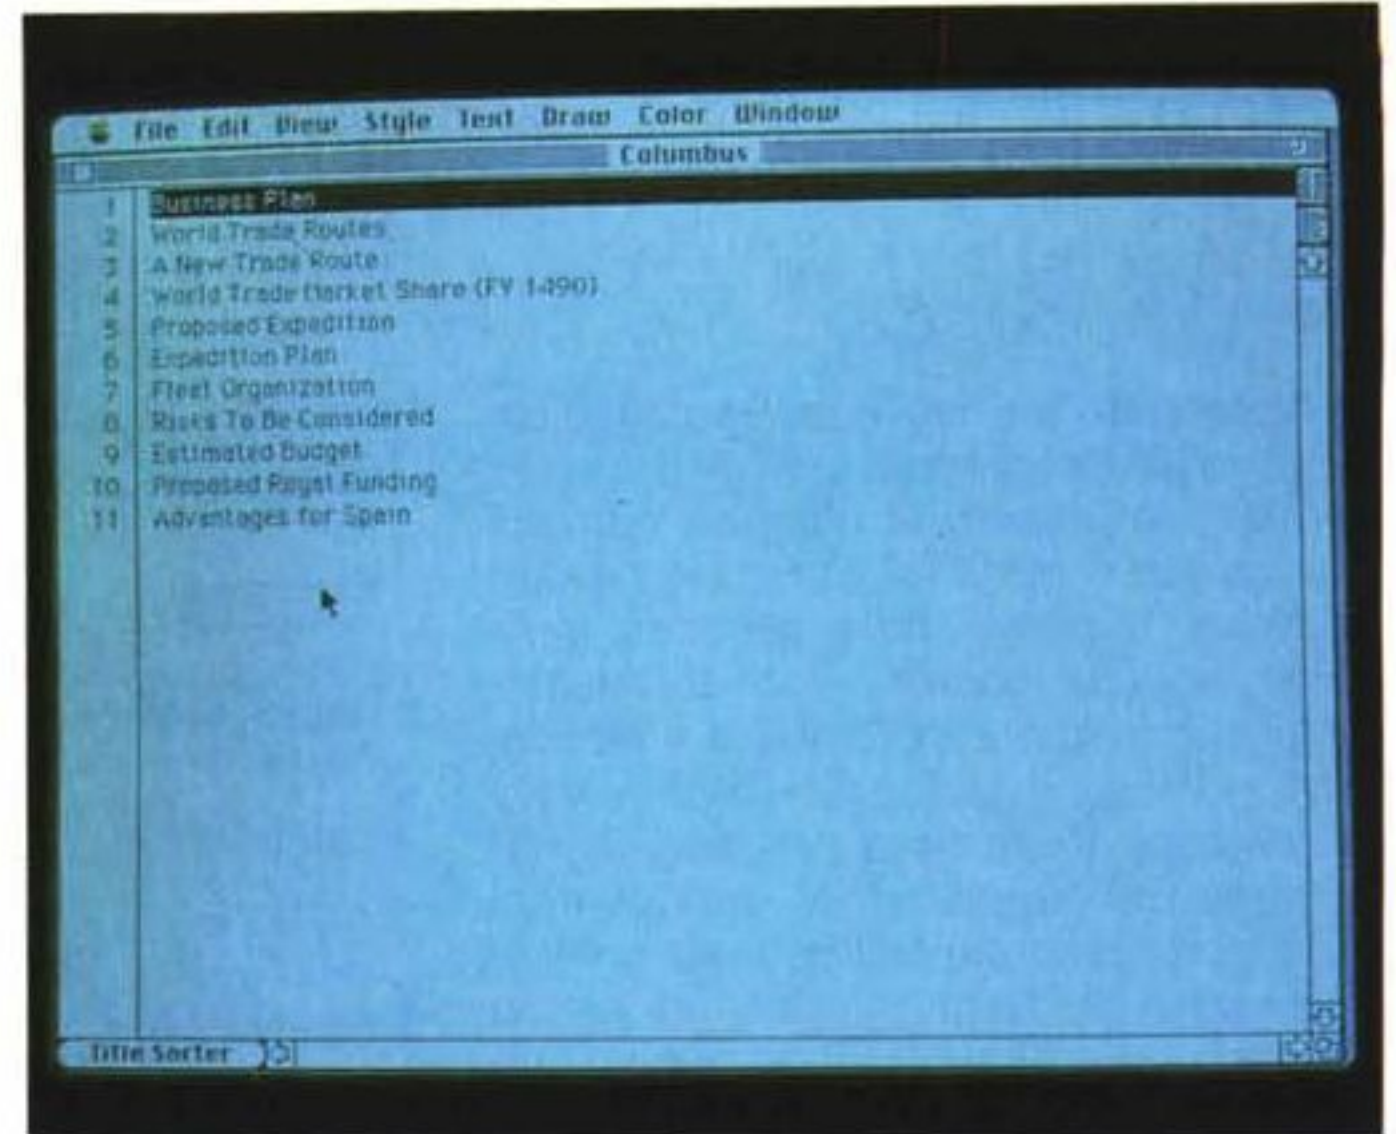 File Edit View Style Text Draw Color Window
Columbus
1 Business Plan
2 World Trade Routes
3 A New Trade Route
4 World Trade Market Share (FY 1490)
5 Proposed Expedition
6 Expedition Plan
7 Fleet Organization
8 Risks To Be Considered
9 Estimated Budget
10 Proposed Royal Funding
11 Advantages for Spain
Title Sorter